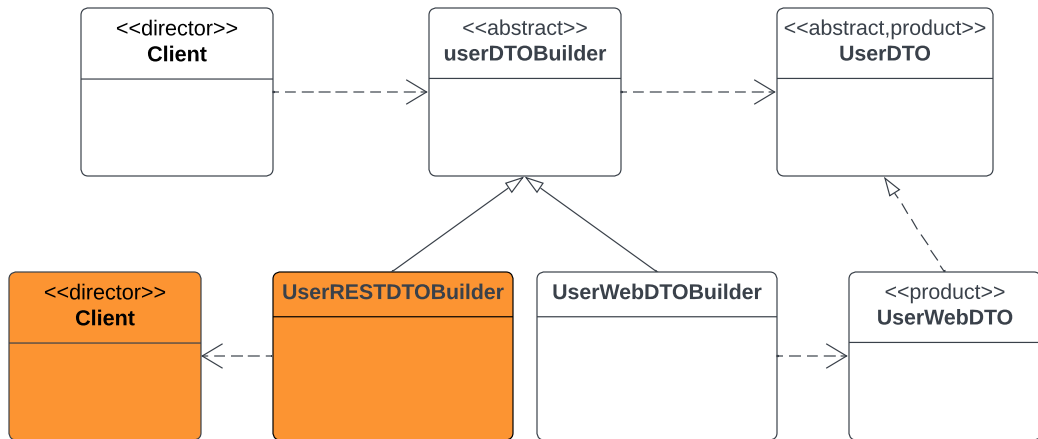 <<director>>
Client
<<abstract>>
userDTOBuilder
<<abstract,product>>
UserDTO
<<director>>
Client
UserRESTDTOBuilder
UserWebDTOBuilder
<<product>>
UserWebDTO